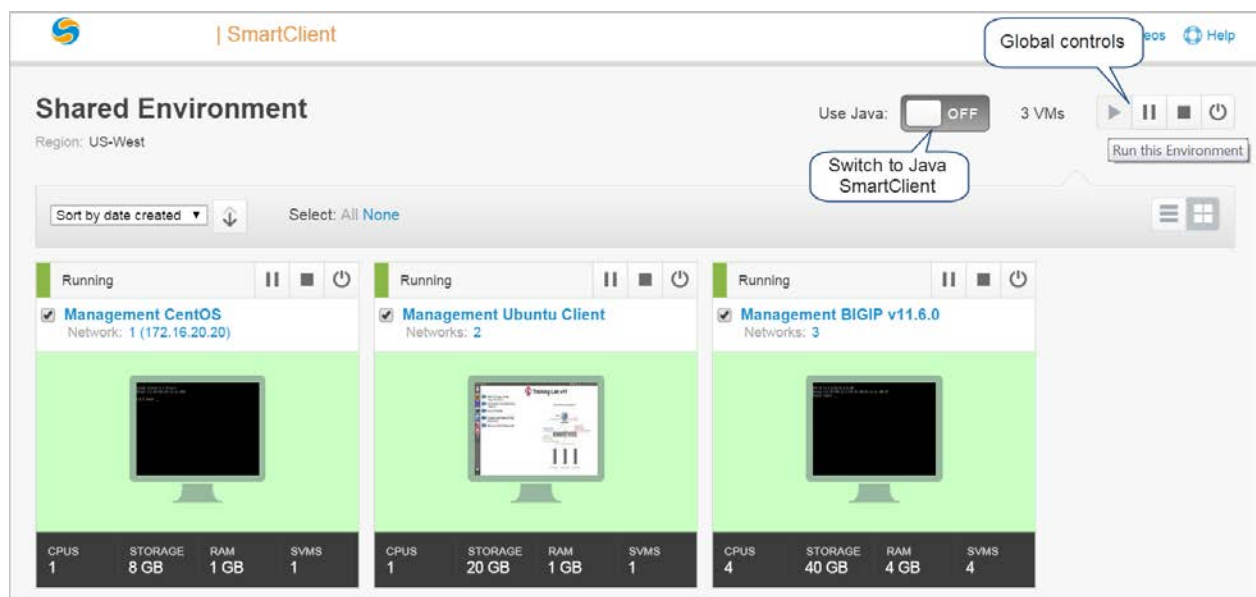 | SmartClient
Global controls
eos Help
Shared Environment
Region: US-West
Use Java: OFF 3 VMs
Run this Environment
Switch to Java
SmartClient
Sort by date created
Select: All None
Running
Management CentOS
Network: 1 (172.16.20.20)
CPUS STORAGE RAM SVMS
1 8 GB 1 GB 1
Running
Management Ubuntu Client
Networks: 2
Training Lab v11
CPUS STORAGE RAM SVMS
1 20 GB 1 GB 1
Running
Management BIGIP v11.6.0
Networks: 3
CPUS STORAGE RAM SVMS
4 40 GB 4 GB 4